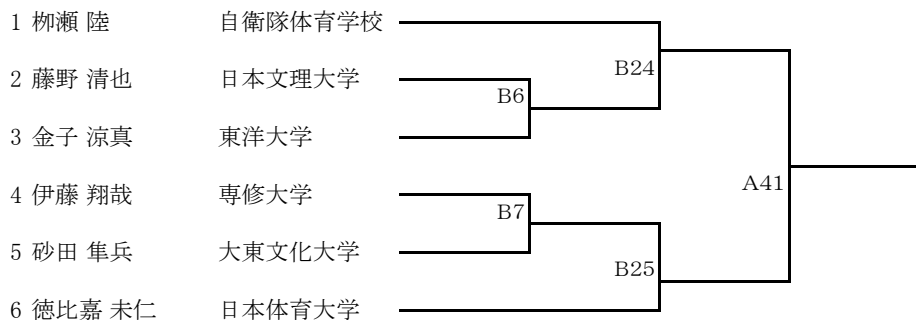 1 栁瀬 陸 自衛隊体育学校
B24
2 藤野 清也 日本文理大学
B6
3 金子 涼真 東洋大学
A41
4 伊藤 翔哉 専修大学
B7
5 砂田 隼兵 大東文化大学
B25
6 徳比嘉 未仁 日本体育大学